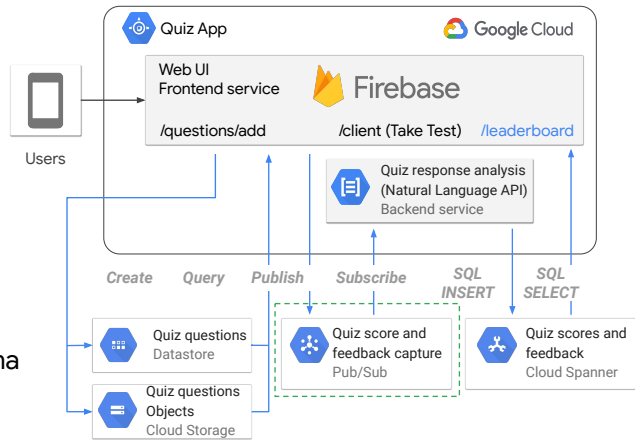 Quiz App
Google Cloud
Web UI
Frontend service
Firebase
/questions/add
/client (Take Test)
/leaderboard
Users
Quiz response analysis
(Natural Language API)
Backend service
Create
Query
Publish
Subscribe
SQL
INSERT
SQL
SELECT
Quiz questions
Datastore
Quiz score and
feedback capture
Pub/Sub
Quiz scores and
feedback
Cloud Spanner
na
Quiz questions
Objects
Cloud Storage